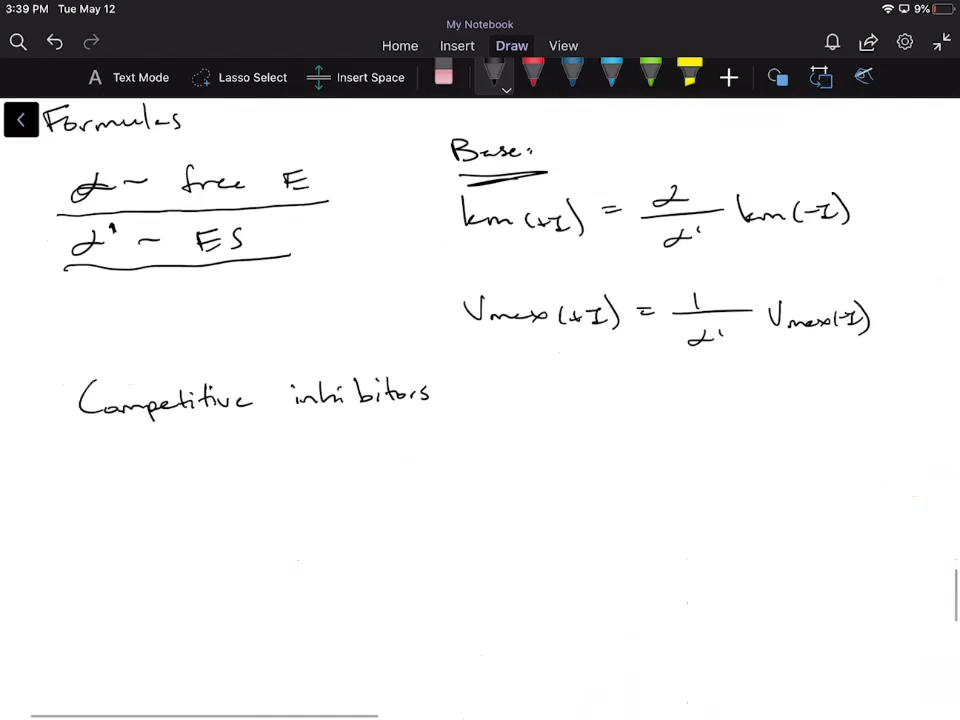 3:39 PM Tue May 12
9%
My Notebook
Home Insert Draw View
A Text Mode Lasso Select Insert Space
Formulas
α ~ free E
α' ~ ES
Base:
km (+I) = α/α' km (-I)
Vmax (+I) = 1/α' Vmax (-I)
Competitive inhibitors